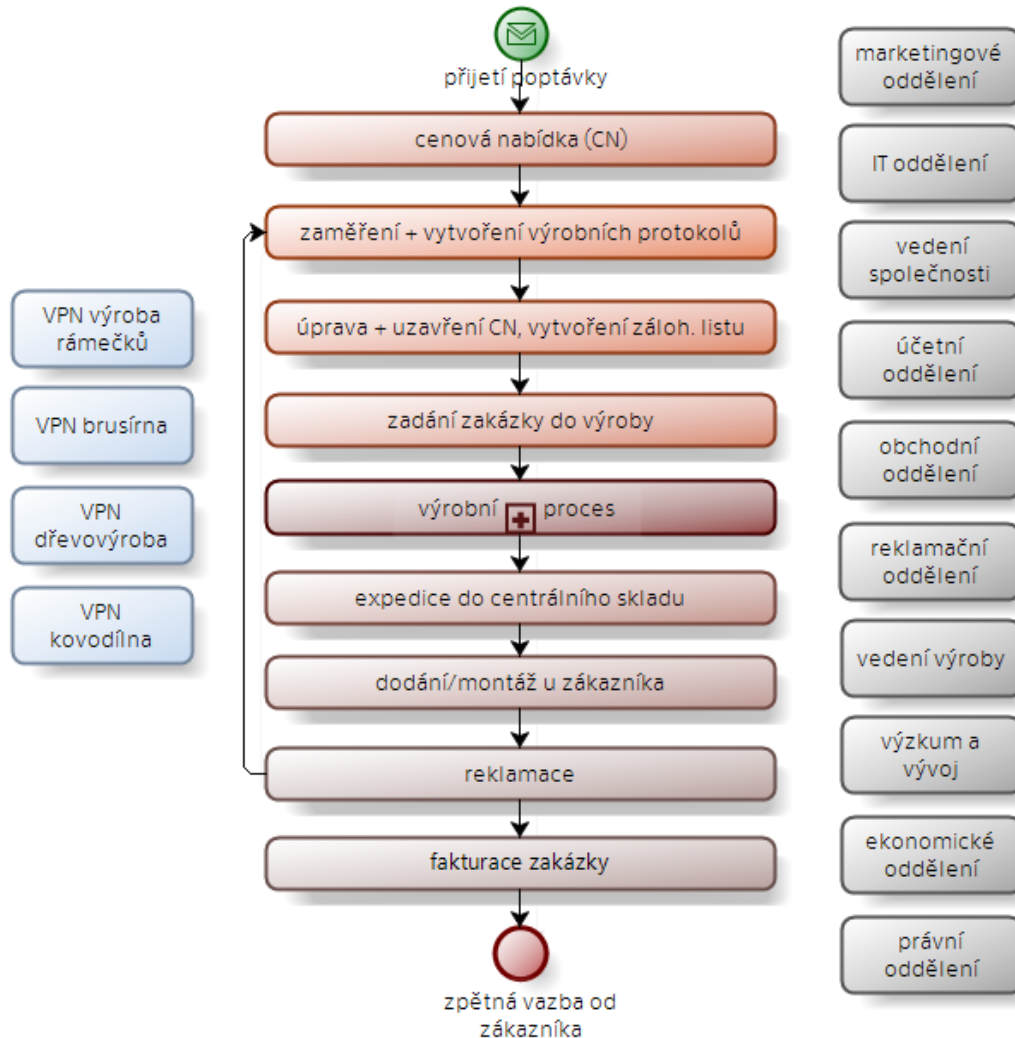 přijetí poptávky
cenová nabídka (CN)
zaměření + vytvoření výrobních protokolů
úprava + uzavření CN, vytvoření záloh. listu
zadání zakázky do výroby
výrobní proces
expedice do centrálního skladu
dodání/montáž u zákazníka
reklamace
fakturace zakázky
zpětná vazba od
zákazníka
VPN výroba
rámečků
VPN brusírna
VPN
dřevovýroba
VPN
kovodílna
marketingové
oddělení
IT oddělení
vedení
společnosti
účetní
oddělení
obchodní
oddělení
reklamační
oddělení
vedení výroby
výzkum a
vývoj
ekonomické
oddělení
právní
oddělení